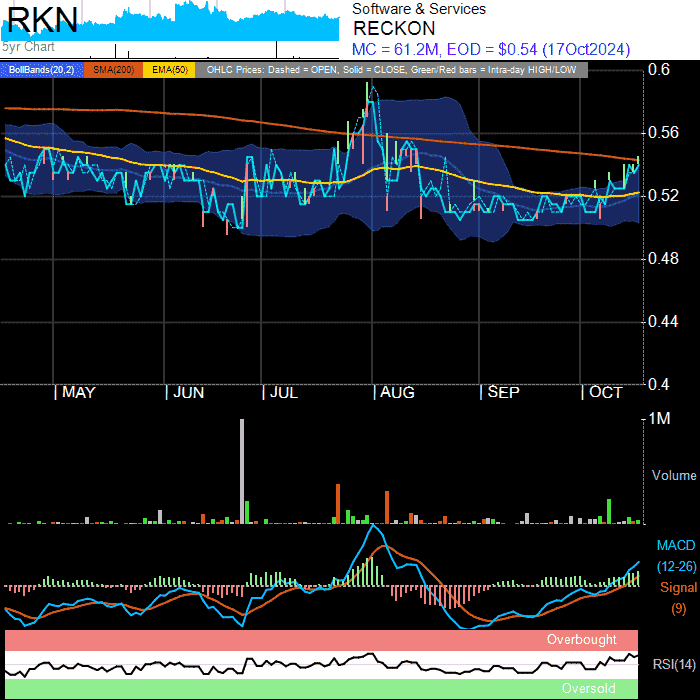 RKN
5yr Chart
Software & Services
RECKON
MC = 61.2M, EOD = $0.54 (17Oct2024)
BollBands(20,2) SMA(200) EMA(50) OHLC Prices: Dashed = OPEN, Solid = CLOSE, Green/Red bars = Intra-day HIGH/LOW
0.6
0.56
0.52
0.48
0.44
0.4
MAY JUN JUL AUG SEP OCT
1M
Volume
MACD
(12-26)
Signal
(9)
Overbought
RSI(14)
Oversold